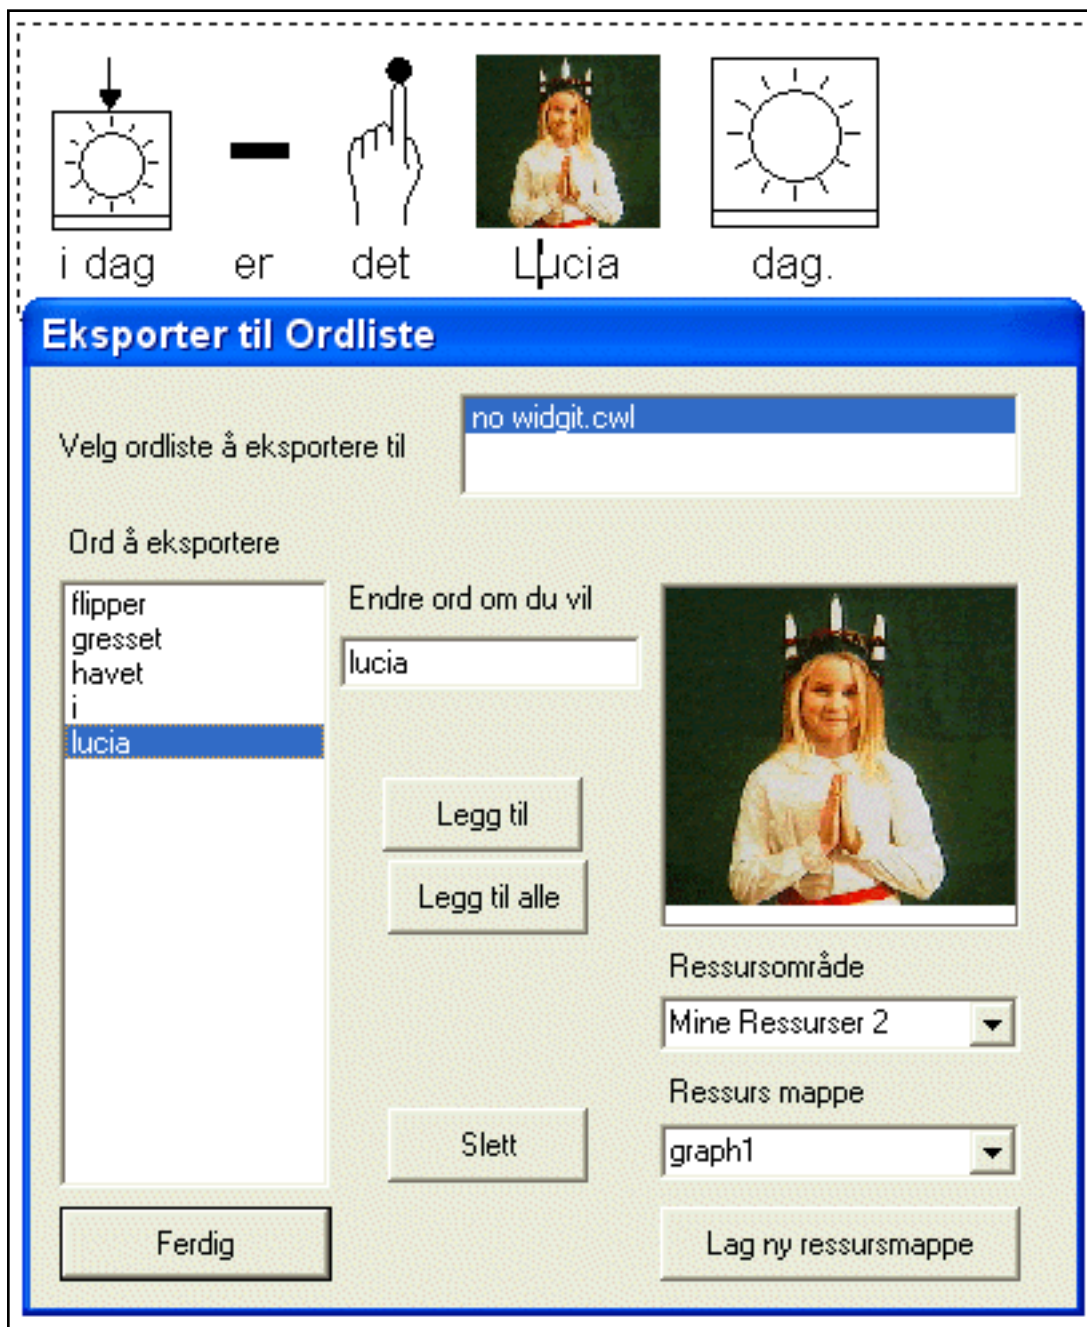 i dag er det Lucia dag.
Eksporter til Ordliste
Velg ordliste å eksportere til
no widgit.cwl
Ord å eksportere
flipper
gresset
havet
i
lucia
Endre ord om du vil
lucia
Legg til
Legg til alle
Slett
Ferdig
Ressursområde
Mine Ressurser 2
Ressurs mappe
graph1
Lag ny ressursmappe